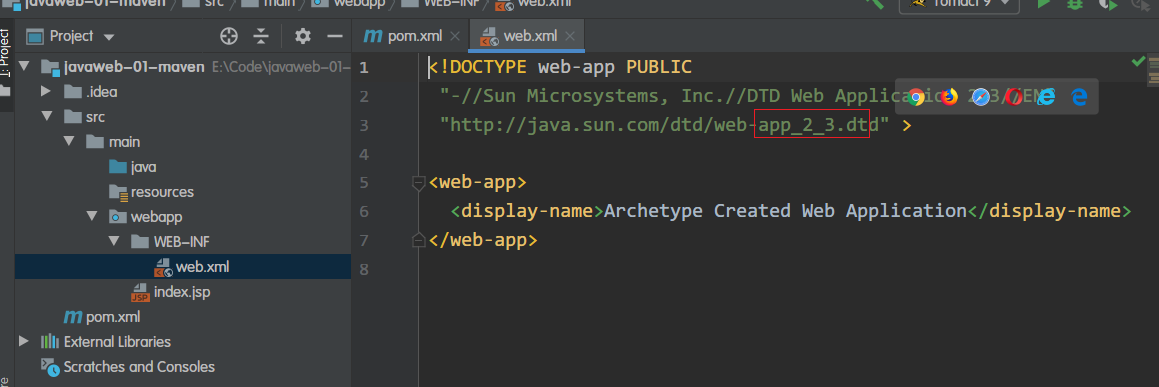 javaweb-01-maven src main webapp WEB-INF web.xml Tomcat 9
1: Project
Project
pom.xml web.xml
javaweb-01-maven E:\Code\javaweb-01-
.idea
src
main
java
resources
webapp
WEB-INF
web.xml
index.jsp
pom.xml
External Libraries
Scratches and Consoles
1 <!DOCTYPE web-app PUBLIC
2 "-//Sun Microsystems, Inc.//DTD Web Application 2.3//EN"
3 "http://java.sun.com/dtd/web-app_2_3.dtd" >
4
5 <web-app>
6 <display-name>Archetype Created Web Application</display-name>
7 </web-app>
8